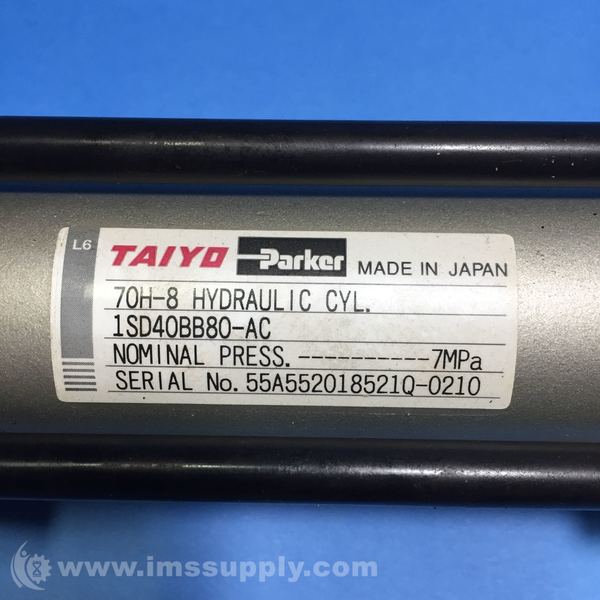 L6 TAIYO Parker MADE IN JAPAN
70H-8 HYDRAULIC CYL.
1SD40BB80-AC
NOMINAL PRESS.----------7MPa
SERIAL No. 55A552018521Q-0210
www.imssupply.com